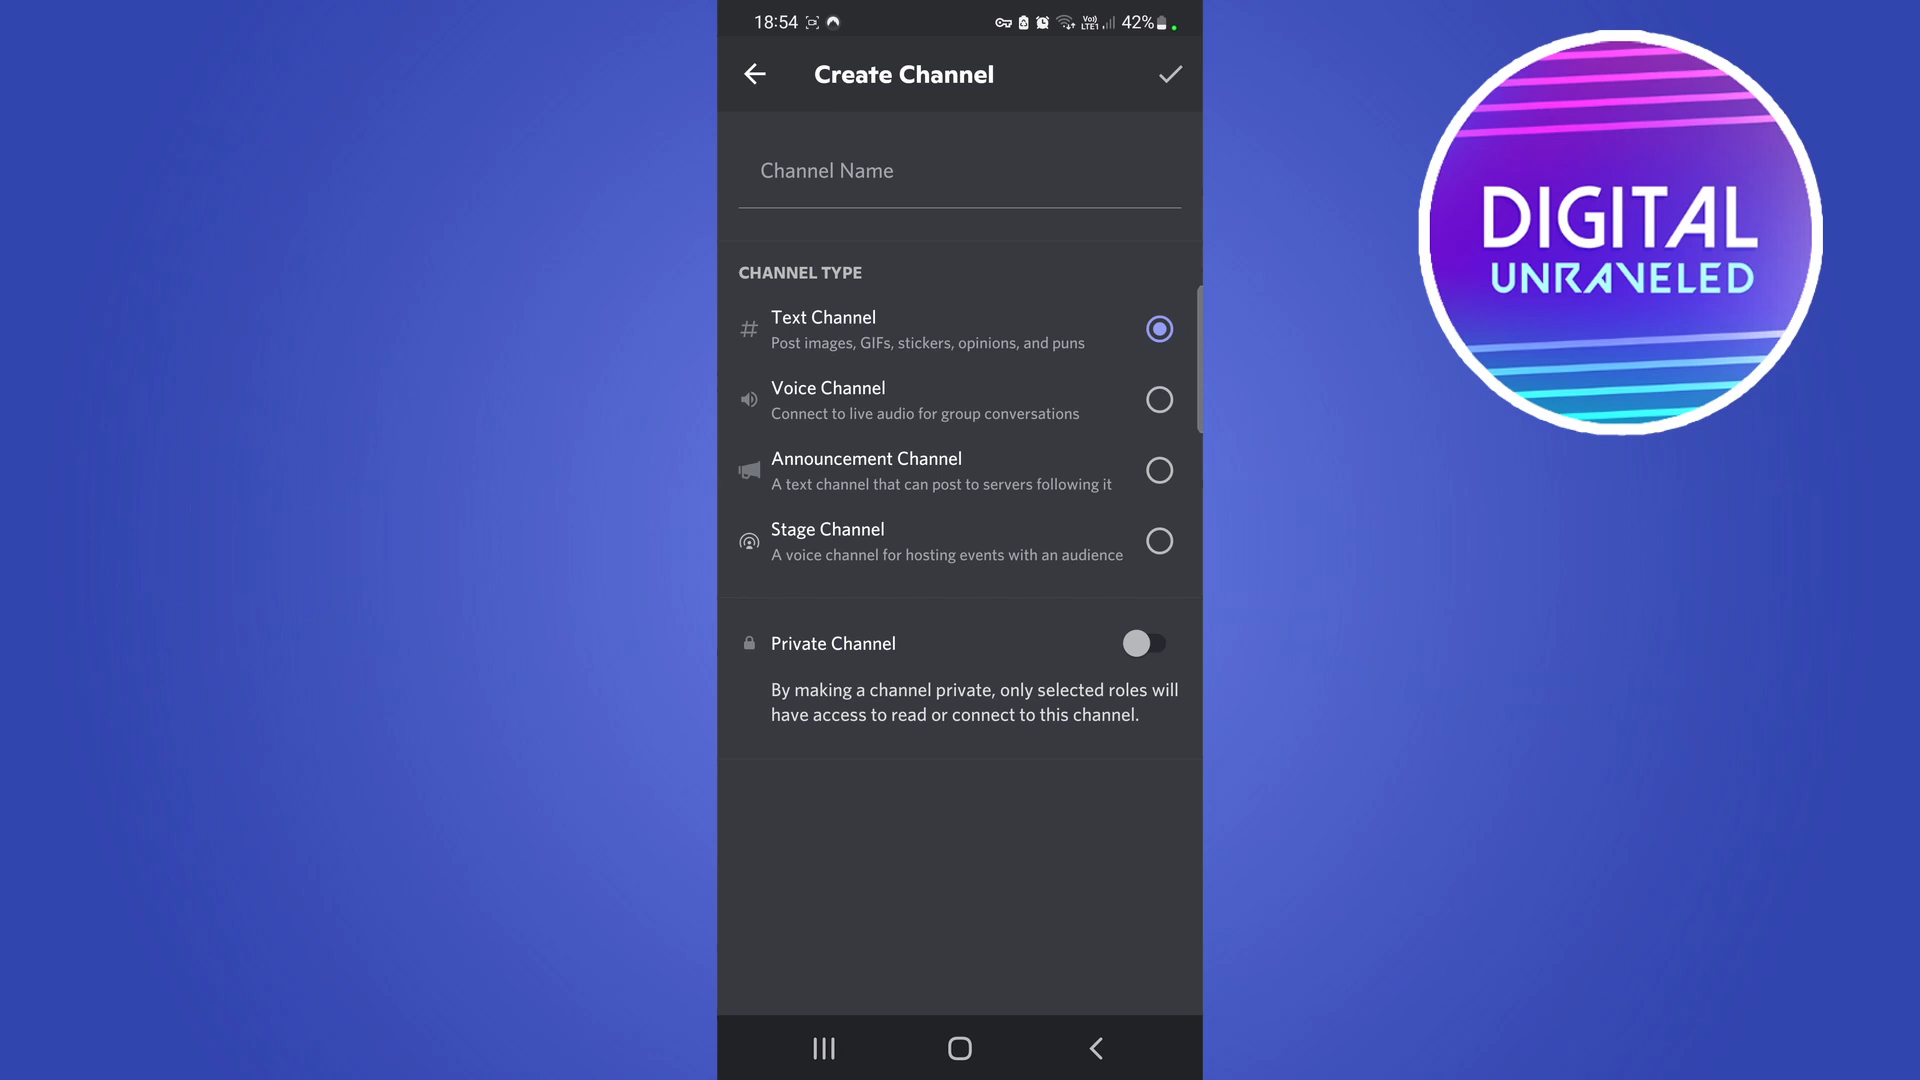 18:54
Vo)) LTE1 42%
Create Channel
Channel Name
CHANNEL TYPE
Text Channel
Post images, GIFs, stickers, opinions, and puns
Voice Channel
Connect to live audio for group conversations
Announcement Channel
A text channel that can post to servers following it
Stage Channel
A voice channel for hosting events with an audience
Private Channel
By making a channel private, only selected roles will
have access to read or connect to this channel.
DIGITAL
UNRAVELED